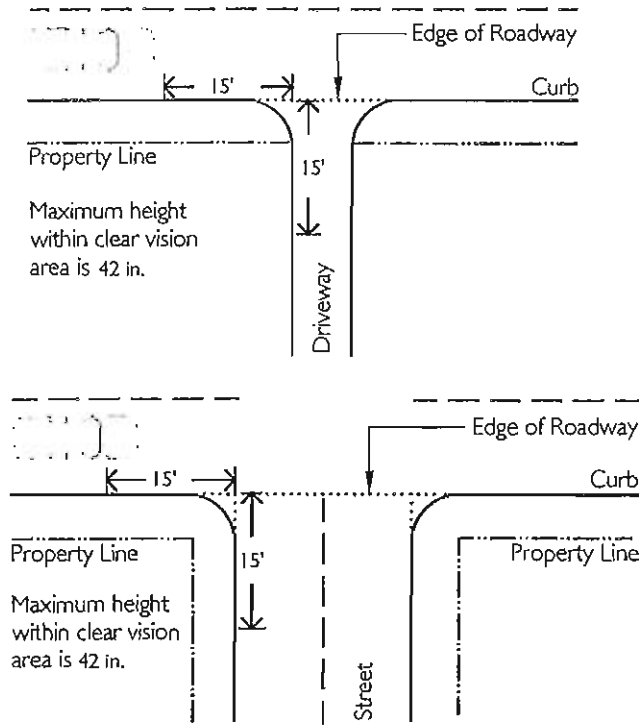 Edge of Roadway
15'
Curb
Property Line
15'
Maximum height
within clear vision
area is 42 in.
Driveway
Edge of Roadway
15'
Curb
Property Line
15'
Property Line
Maximum height
within clear vision
area is 42 in.
Street